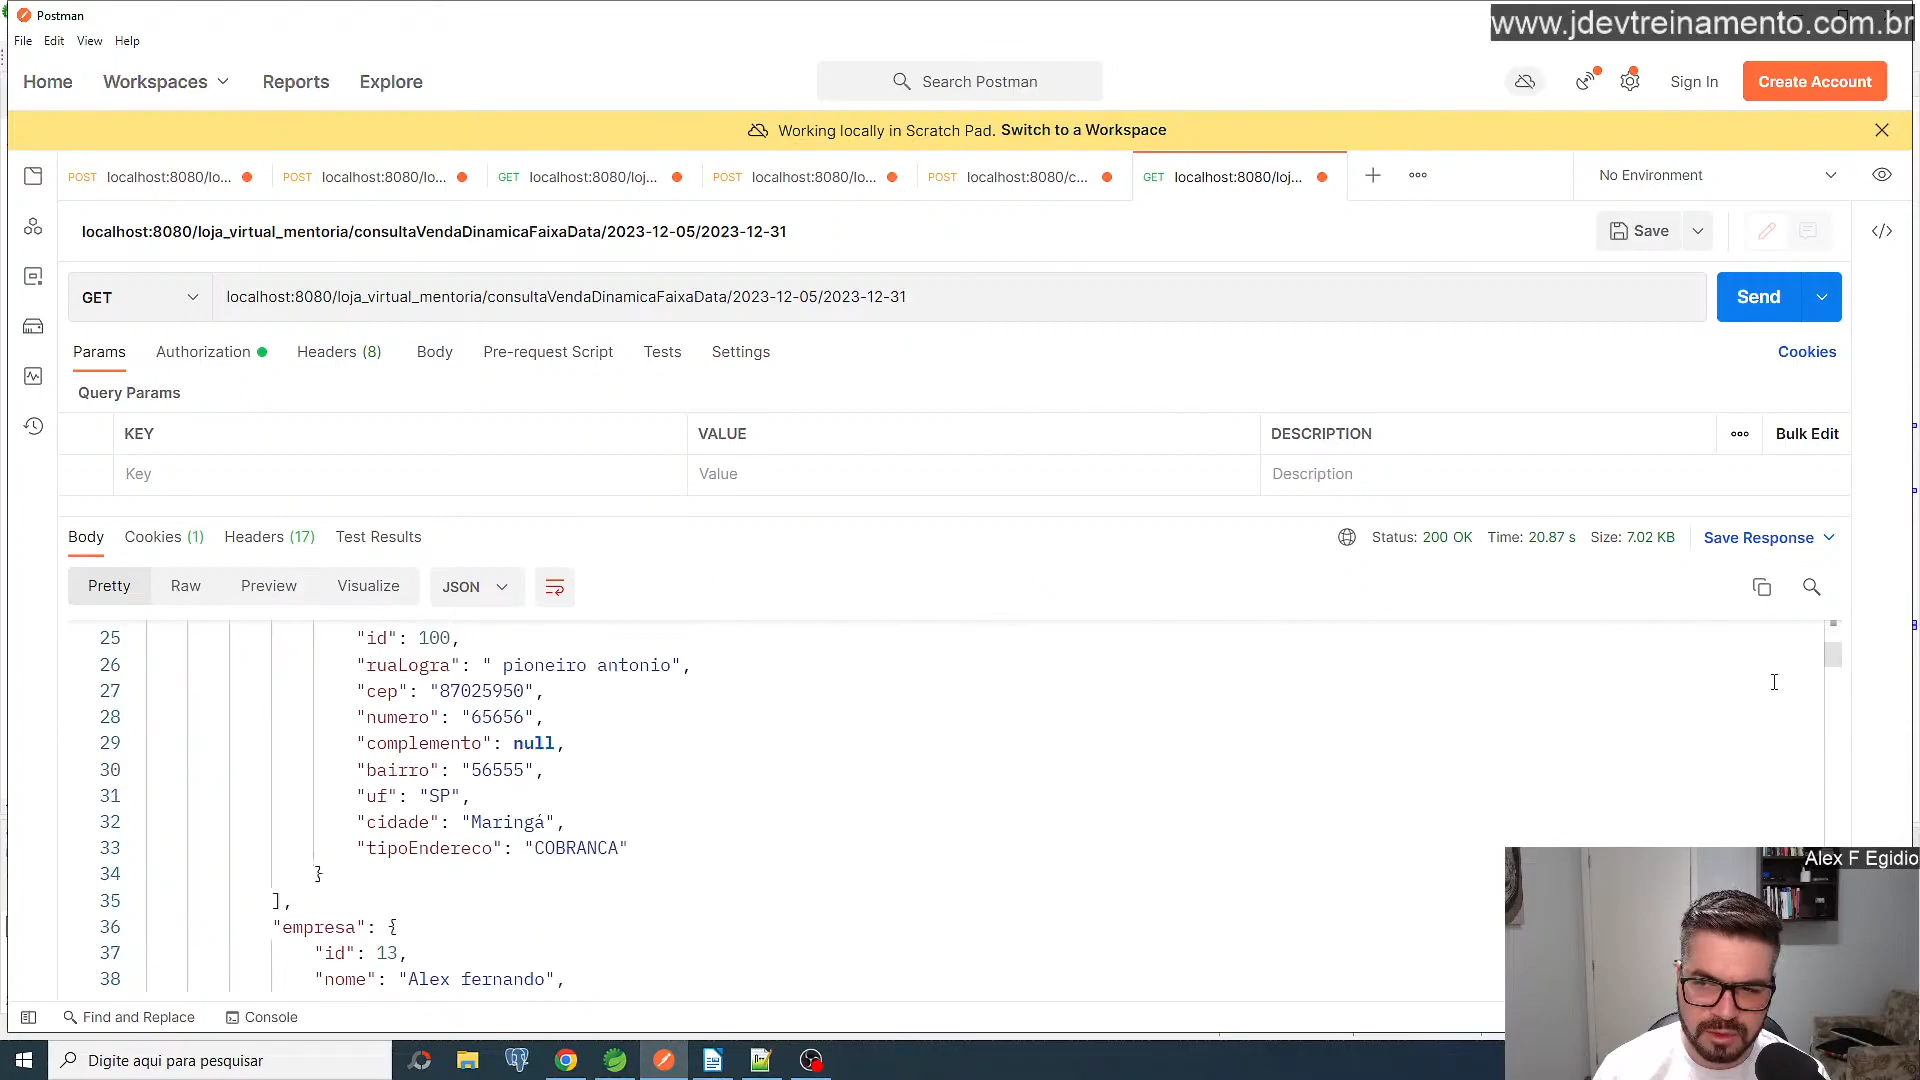 Postman
www.jdevtreinamento.com.br
File Edit View Help
Home Workspaces Reports Explore
Search Postman
Sign In
Create Account
Working locally in Scratch Pad. Switch to a Workspace
POST localhost:8080/lo...
POST localhost:8080/lo...
GET localhost:8080/loj...
POST localhost:8080/lo...
POST localhost:8080/c...
GET localhost:8080/loj...
No Environment
localhost:8080/loja_virtual_mentoria/consultaVendaDinamicaFaixaData/2023-12-05/2023-12-31
Save
GET
localhost:8080/loja_virtual_mentoria/consultaVendaDinamicaFaixaData/2023-12-05/2023-12-31
Send
Params Authorization Headers (8) Body Pre-request Script Tests Settings
Cookies
Query Params
KEY VALUE DESCRIPTION
Bulk Edit
Key Value Description
Body Cookies (1) Headers (17) Test Results
Status: 200 OK Time: 20.87 s Size: 7.02 KB
Save Response
Pretty Raw Preview Visualize JSON
25 "id": 100,
26 "ruaLogra": " pioneiro antonio",
27 "cep": "87025950",
28 "numero": "65656",
29 "complemento": null,
30 "bairro": "56555",
31 "uf": "SP",
32 "cidade": "Maringá",
33 "tipoEndereco": "COBRANCA"
34 }
35 ],
36 "empresa": {
37 "id": 13,
38 "nome": "Alex fernando",
Alex F Egidio
Find and Replace Console
Digite aqui para pesquisar